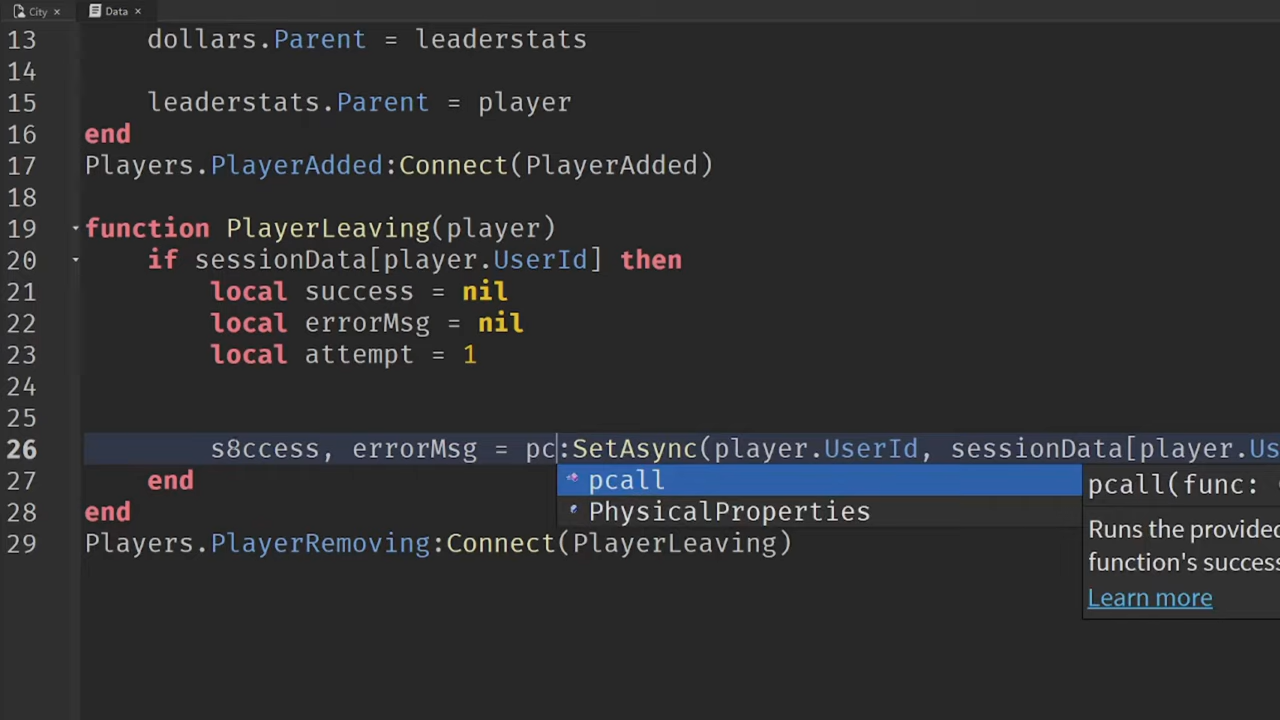 City ×
Data ×
13 dollars.Parent = leaderstats
14
15 leaderstats.Parent = player
16 end
17 Players.PlayerAdded:Connect(PlayerAdded)
18
19 function PlayerLeaving(player)
20 if sessionData[player.UserId] then
21 local success = nil
22 local errorMsg = nil
23 local attempt = 1
24
25
26 s8ccess, errorMsg = pc:SetAsync(player.UserId, sessionData[player.Us
27 end
pcall
pcall(func:
28 end
PhysicalProperties
Runs the provided
29 Players.PlayerRemoving:Connect(PlayerLeaving)
function's success
Learn more